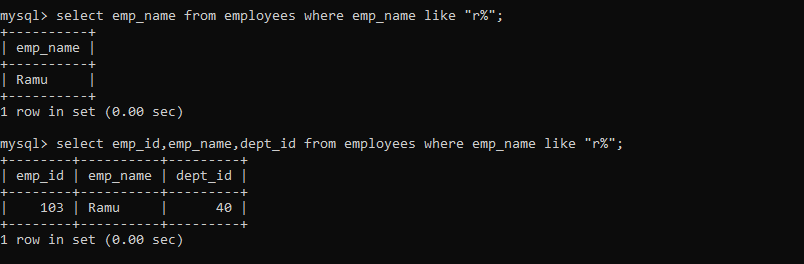 mysql> select emp_name from employees where emp_name like "r%";
+----------+
| emp_name |
+----------+
| Ramu     |
+----------+
1 row in set (0.00 sec)
mysql> select emp_id,emp_name,dept_id from employees where emp_name like "r%";
+--------+----------+---------+
| emp_id | emp_name | dept_id |
+--------+----------+---------+
|    103 | Ramu     |      40 |
+--------+----------+---------+
1 row in set (0.00 sec)